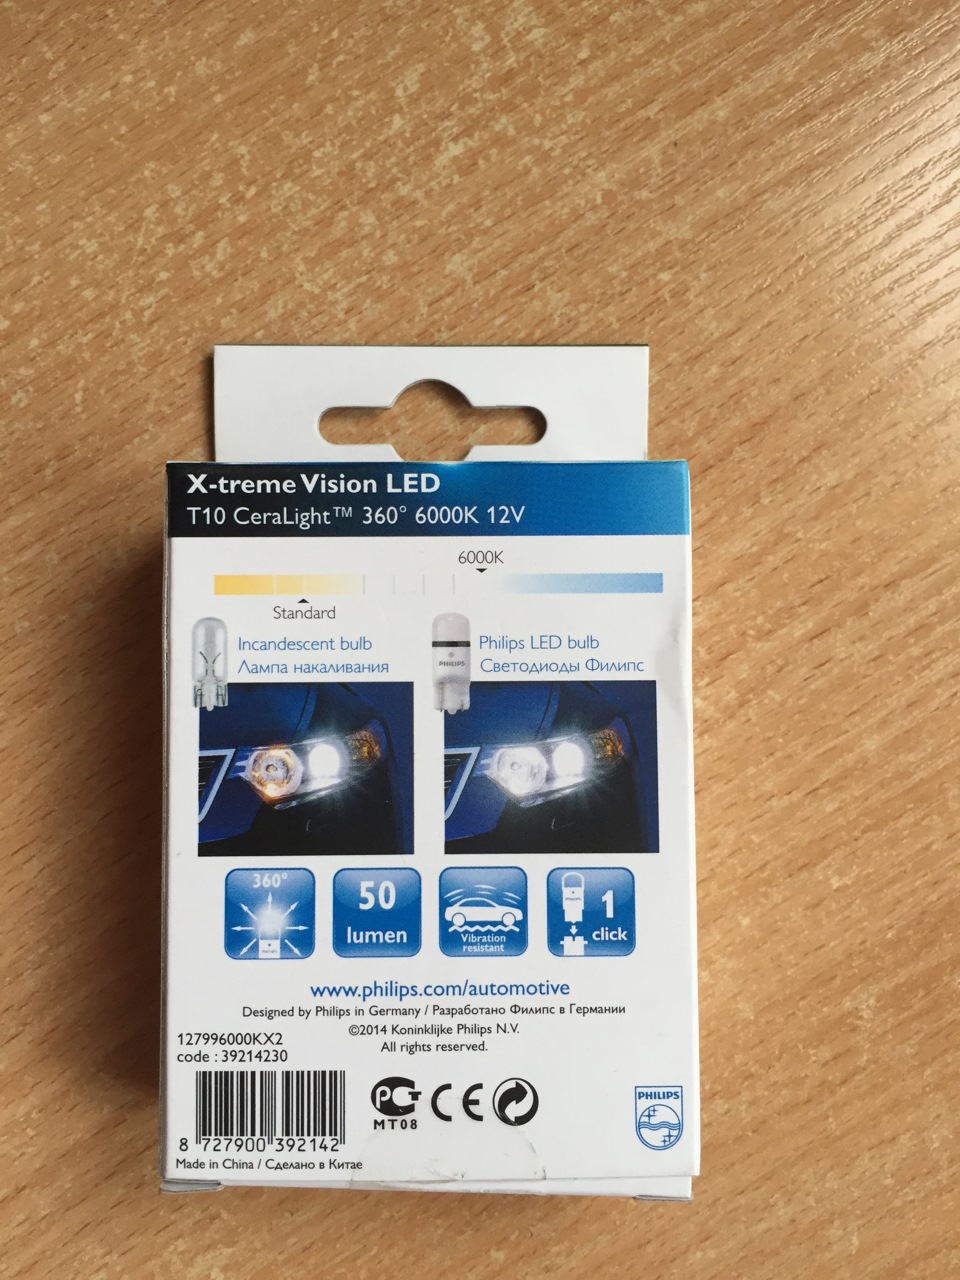 X-treme Vision LED
T10 CeraLight™ 360° 6000K 12V
6000K
Standard
Incandescent bulb
Лампа накаливания
Philips LED bulb
Светодиоды Филипс
PHILIPS
360°
50
lumen
Vibration
resistant
1
click
www.philips.com/automotive
Designed by Philips in Germany / Разработано Филипс в Германии
©2014 Koninklijke Philips N.V.
All rights reserved.
127996000KX2
code : 39214230
8 727900 392142
РСТ
МТ08
CE
PHILIPS
Made in China / Сделано в Китае